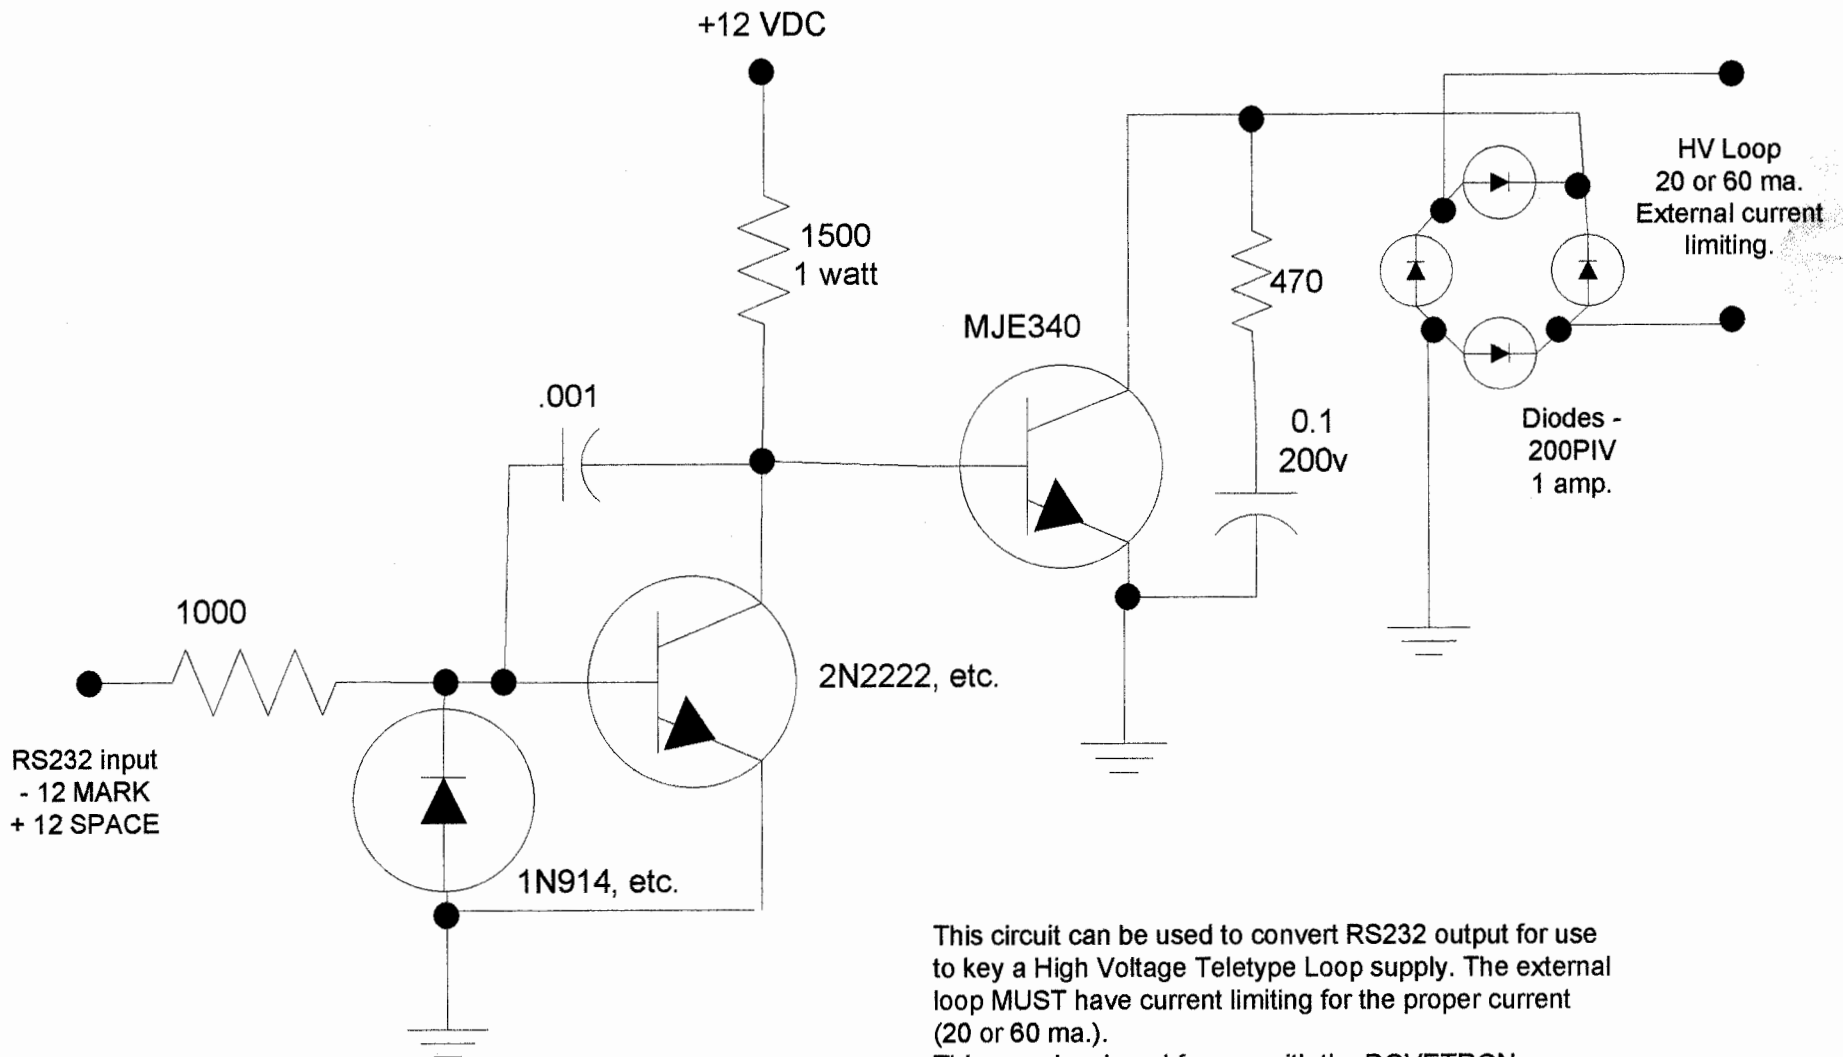 +12 VDC
1500
1 watt
HV Loop
20 or 60 ma.
External current
limiting.
470
MJE340
.001
0.1
200v
Diodes -
200PIV
1 amp.
1000
2N2222, etc.
RS232 input
- 12 MARK
+ 12 SPACE
1N914, etc.
This circuit can be used to convert RS232 output for use
to key a High Voltage Teletype Loop supply. The external
loop MUST have current limiting for the proper current
(20 or 60 ma.).